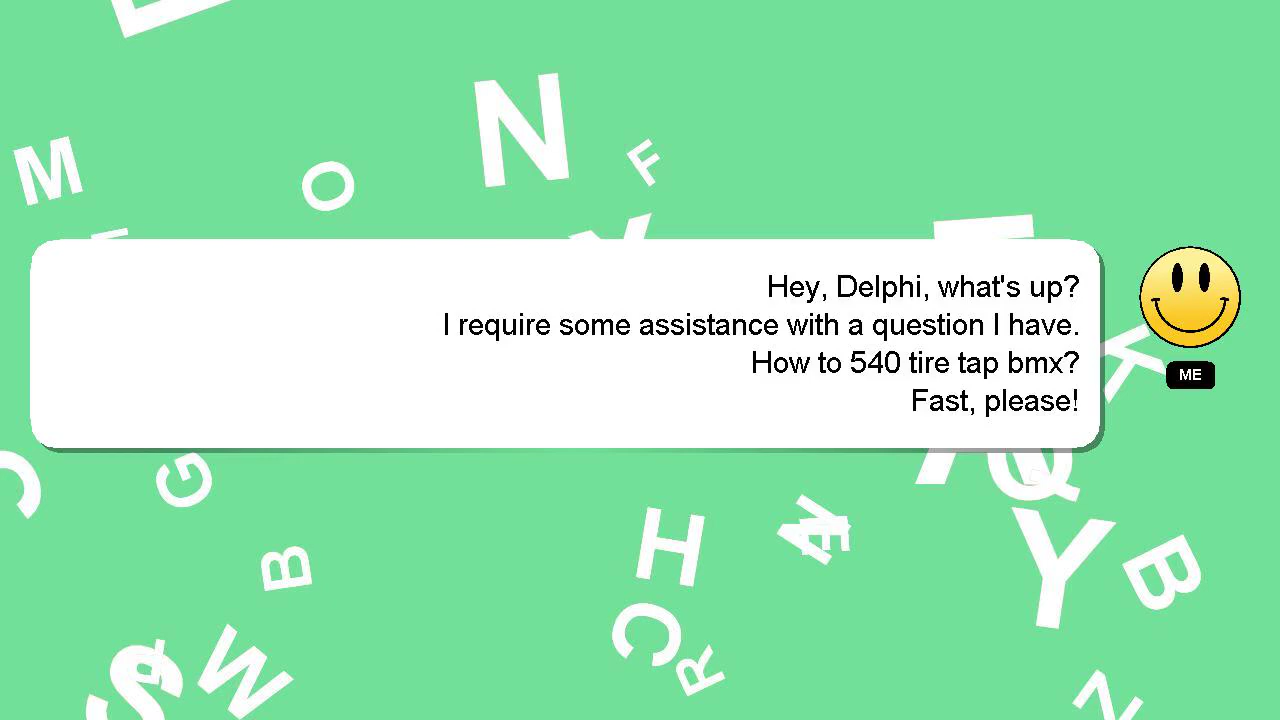 Hey, Delphi, what's up?
I require some assistance with a question I have.
How to 540 tire tap bmx?
Fast, please!
ME
M
O
N
F
K
G
B
H
C
R
W
S
Q
Y
B
Z